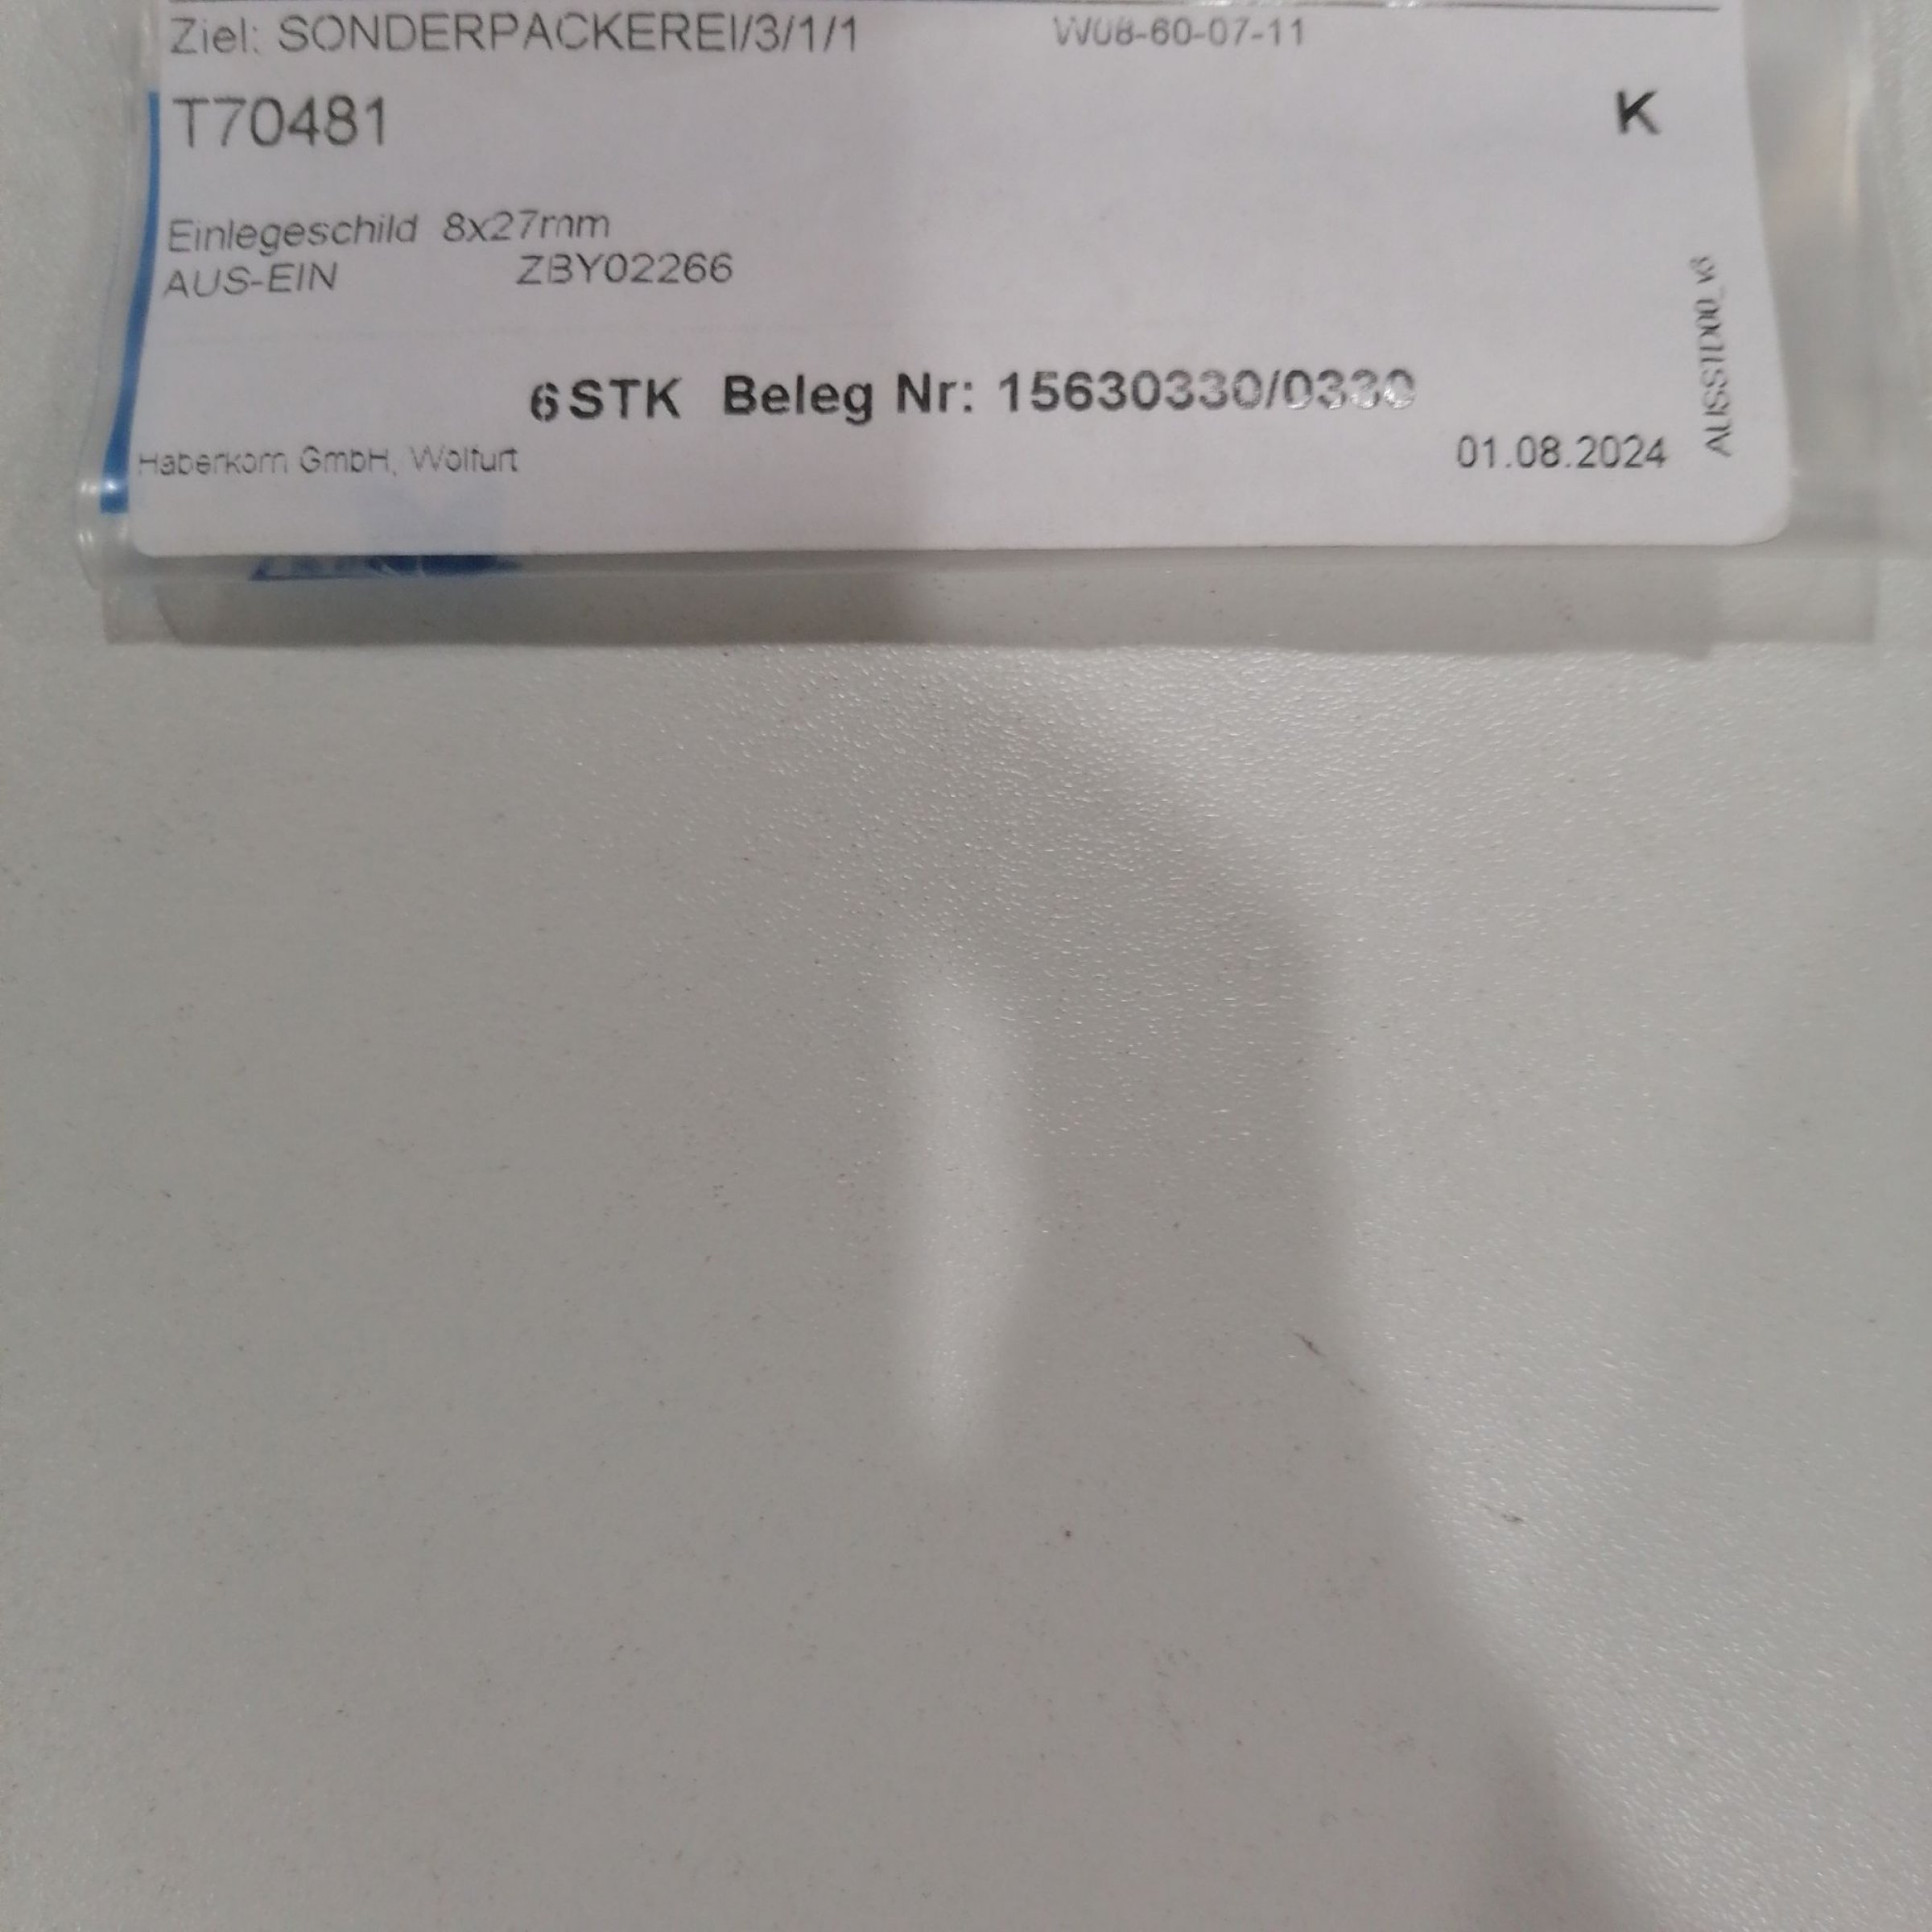 Ziel: SONDERPACKEREI/3/1/1 W08-60-07-11
T70481 K
Einlegeschild 8x27mm
AUS-EIN ZBY02266
6 STK Beleg Nr: 15630330/0330
Haberkorn GmbH, Wolfurt 01.08.2024